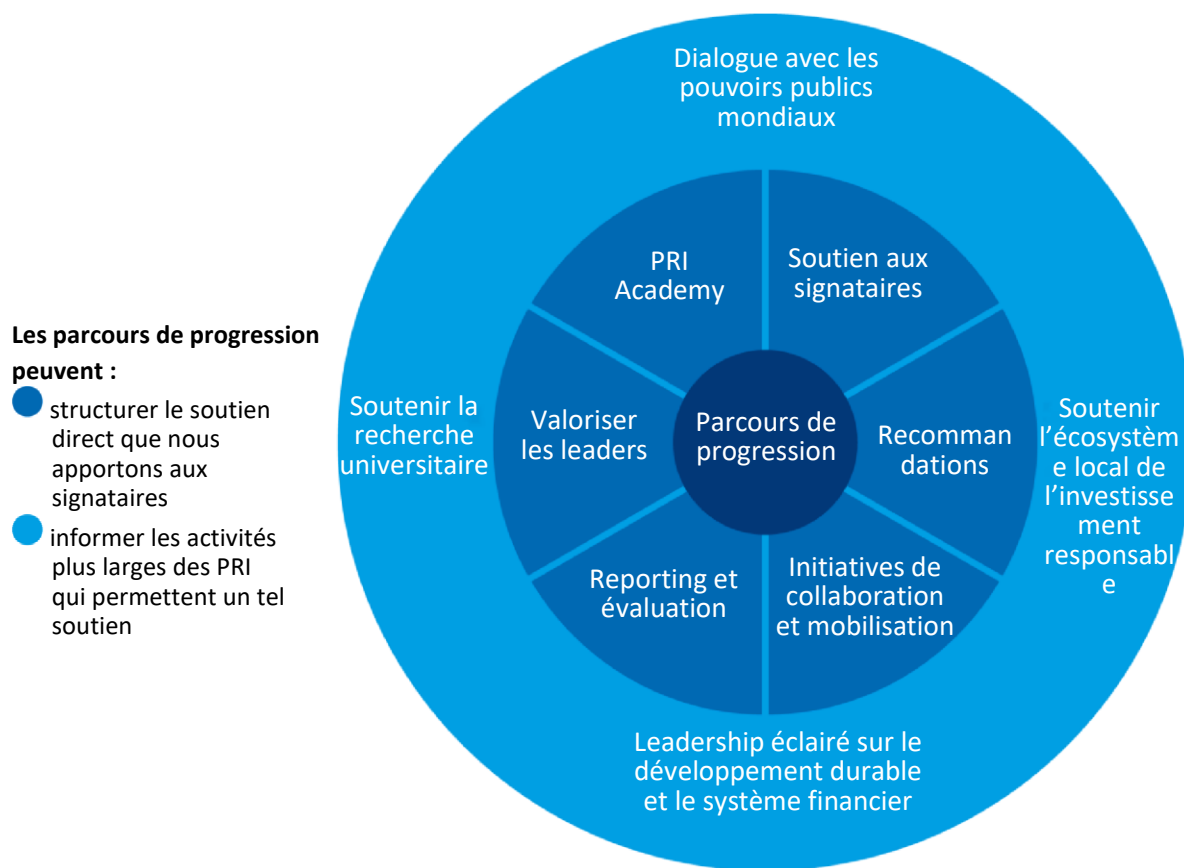 Les parcours de progression
peuvent :
structurer le soutien
direct que nous
apportons aux
signataires
informer les activités
plus larges des PRI
qui permettent un tel
soutien
Dialogue avec les
pouvoirs publics
mondiaux
PRI
Academy
Soutien aux
signataires
Soutenir la
recherche
universitaire
Valoriser
les leaders
Parcours de
progression
Recomman
dations
Soutenir
l’écosystèm
e local de
l’investisse
ment
responsabl
e
Reporting et
évaluation
Initiatives de
collaboration
et mobilisation
Leadership éclairé sur le
développement durable
et le système financier